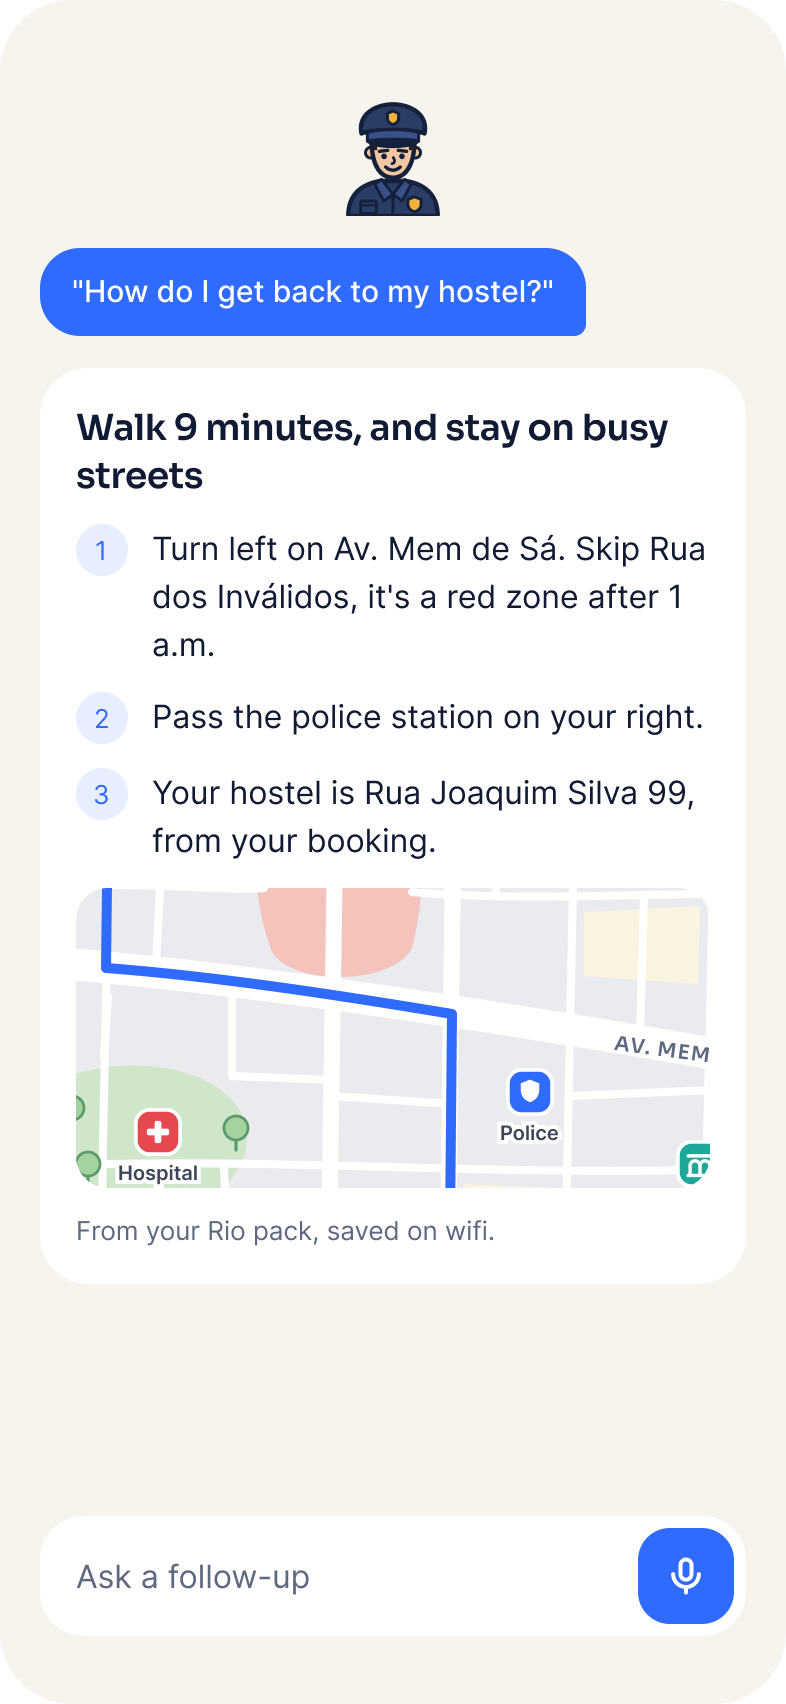 "How do I get back to my hostel?"
Walk 9 minutes, and stay on busy
streets
1
Turn left on Av. Mem de Sá. Skip Rua
dos Inválidos, it's a red zone after 1
a.m.
2
Pass the police station on your right.
3
Your hostel is Rua Joaquim Silva 99,
from your booking.
AV. MEM
Police
Hospital
From your Rio pack, saved on wifi.
Ask a follow-up